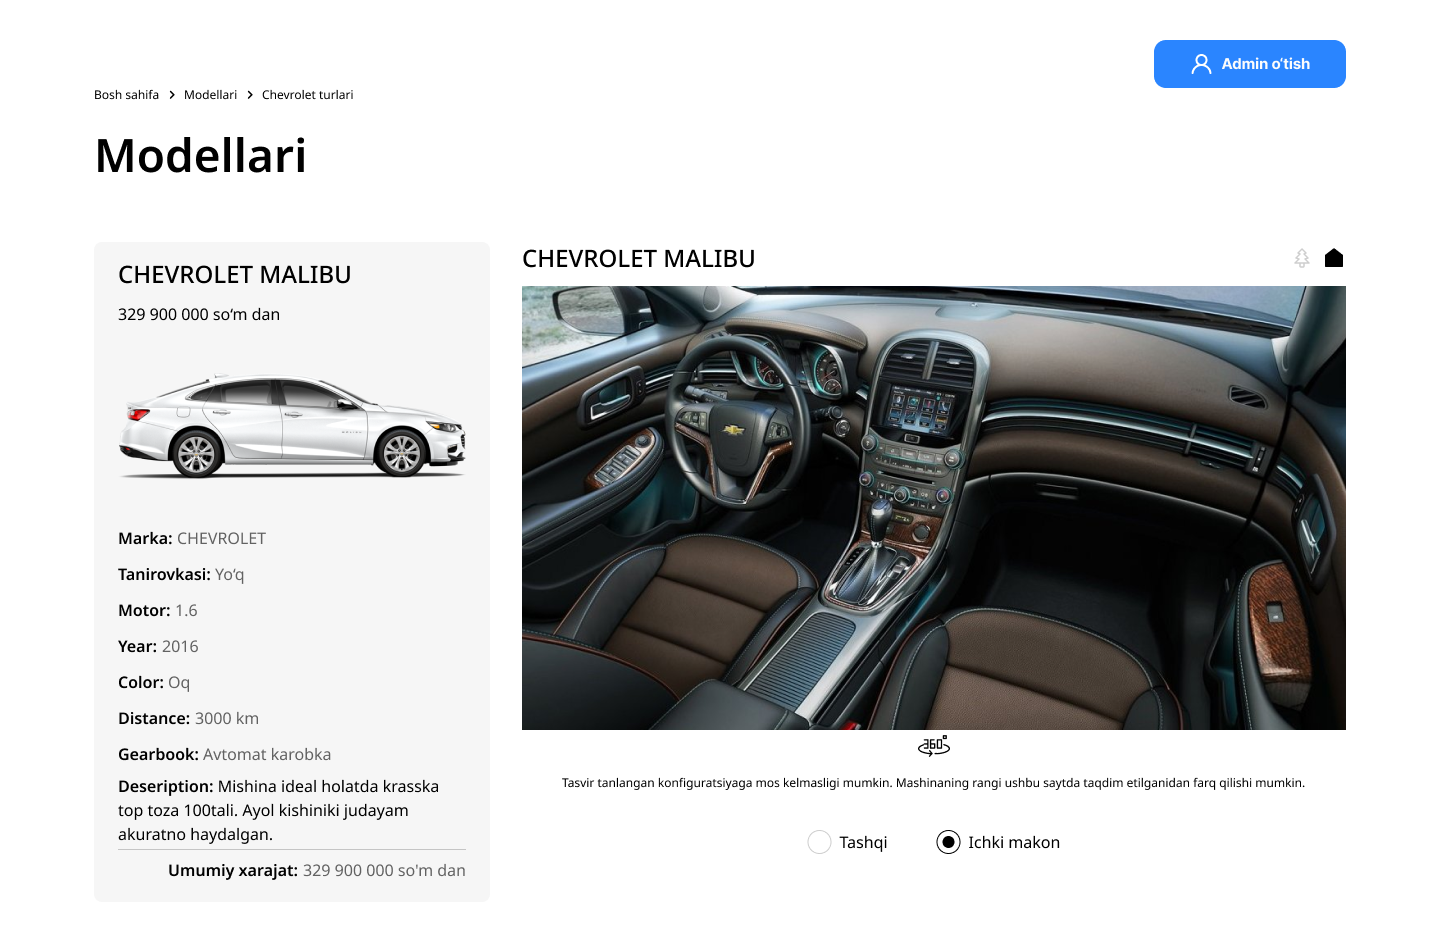 Admin o‘tish
Bosh sahifa > Modellari > Chevrolet turlari
Modellari
CHEVROLET MALIBU
329 900 000 so‘m dan
Marka: CHEVROLET
Tanirovkasi: Yo‘q
Motor: 1.6
Year: 2016
Color: Oq
Distance: 3000 km
Gearbook: Avtomat karobka
Deseription: Mishina ideal holatda krasska
top toza 100tali. Ayol kishiniki judayam
akuratno haydalgan.
Umumiy xarajat: 329 900 000 so'm dan
CHEVROLET MALIBU
360°
Tasvir tanlangan konfiguratsiyaga mos kelmasligi mumkin. Mashinaning rangi ushbu saytda taqdim etilganidan farq qilishi mumkin.
Tashqi
Ichki makon